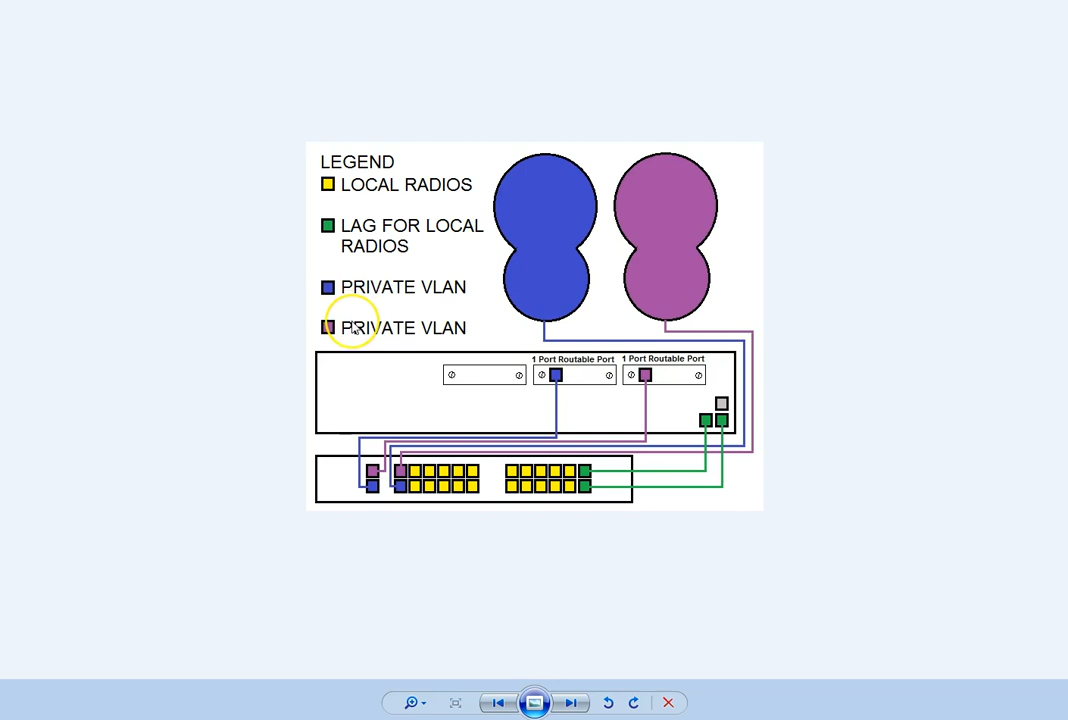 LEGEND
LOCAL RADIOS
LAG FOR LOCAL
RADIOS
PRIVATE VLAN
PRIVATE VLAN
1 Port Routable Port
1 Port Routable Port